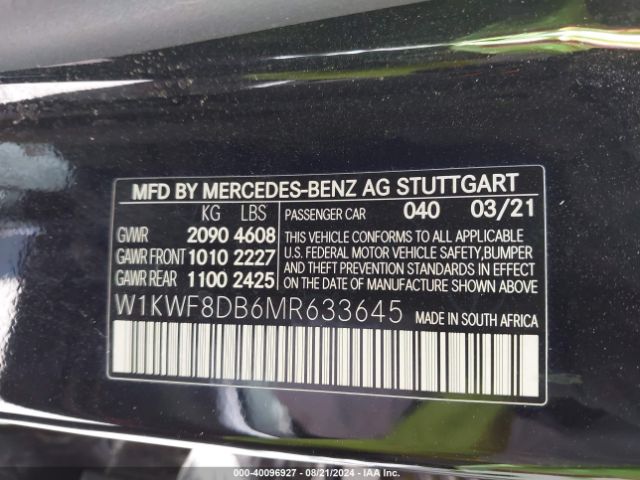 MFD BY MERCEDES-BENZ AG STUTTGART
KG LBS
GVWR 2090 4608
GAWR FRONT 1010 2227
GAWR REAR 1100 2425
PASSENGER CAR 040 03/21
THIS VEHICLE CONFORMS TO ALL APPLICABLE
U.S. FEDERAL MOTOR VEHICLE SAFETY,BUMPER
AND THEFT PREVENTION STANDARDS IN EFFECT
ON THE DATE OF MANUFACTURE SHOWN ABOVE
W1KWF8DB6MR633645 MADE IN SOUTH AFRICA
000-40096927 - 08/21/2024 - IAA Inc.